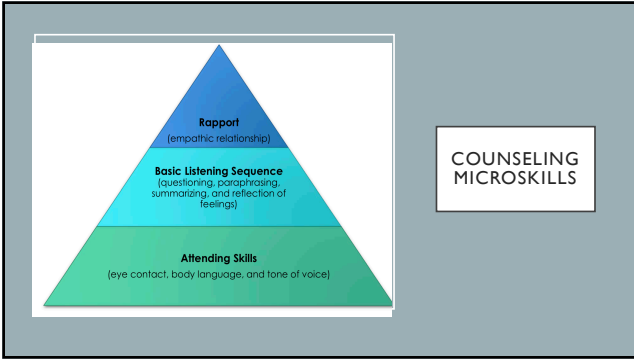 Rapport
(empathic relationship)
Basic Listening Sequence
(questioning, paraphrasing,
summarizing, and reflection of
feelings)
Attending Skills
(eye contact, body language, and tone of voice)
COUNSELING
MICROSKILLS